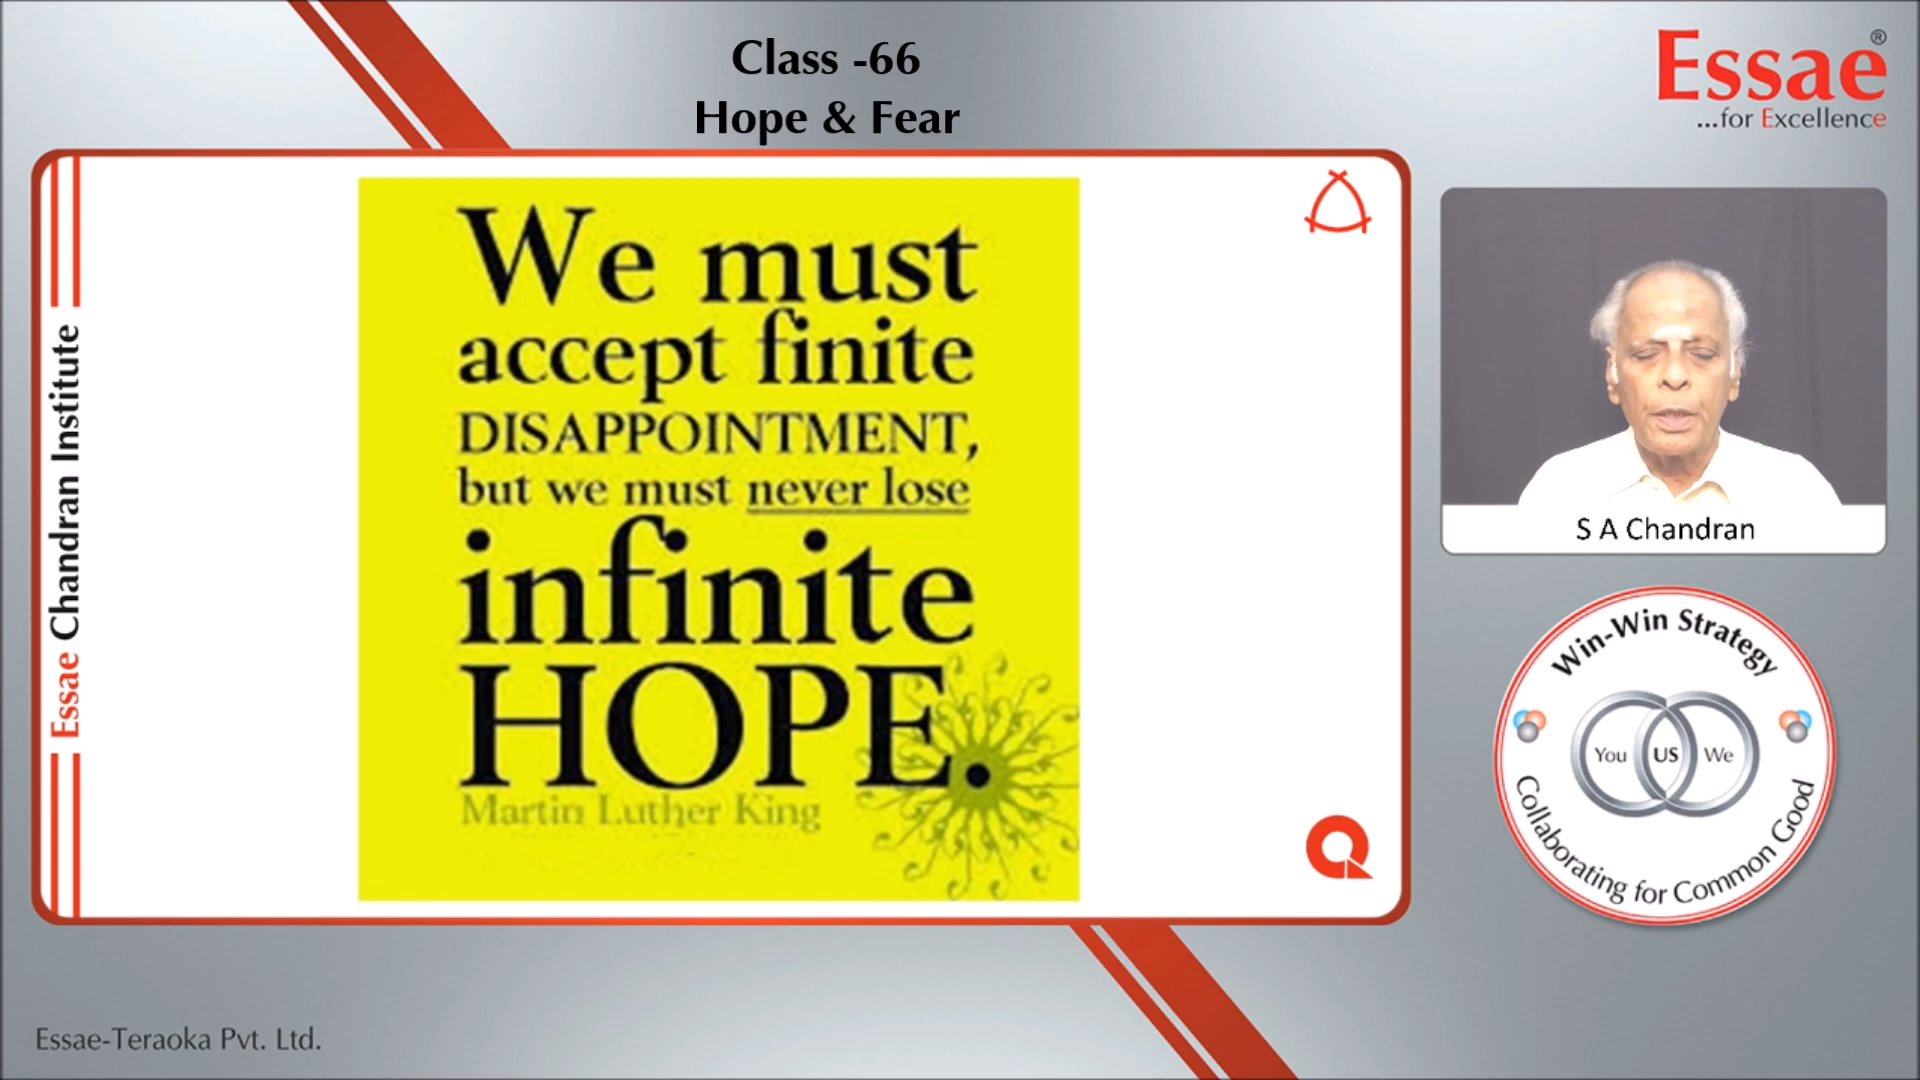 Class -66
Hope & Fear
Essae®
...for Excellence
Essae Chandran Institute
We must
accept finite
DISAPPOINTMENT,
but we must never lose
infinite
HOPE.
Martin Luther King
S A Chandran
Win-Win Strategy
You US We
Collaborating for Common Good
Essae-Teraoka Pvt. Ltd.